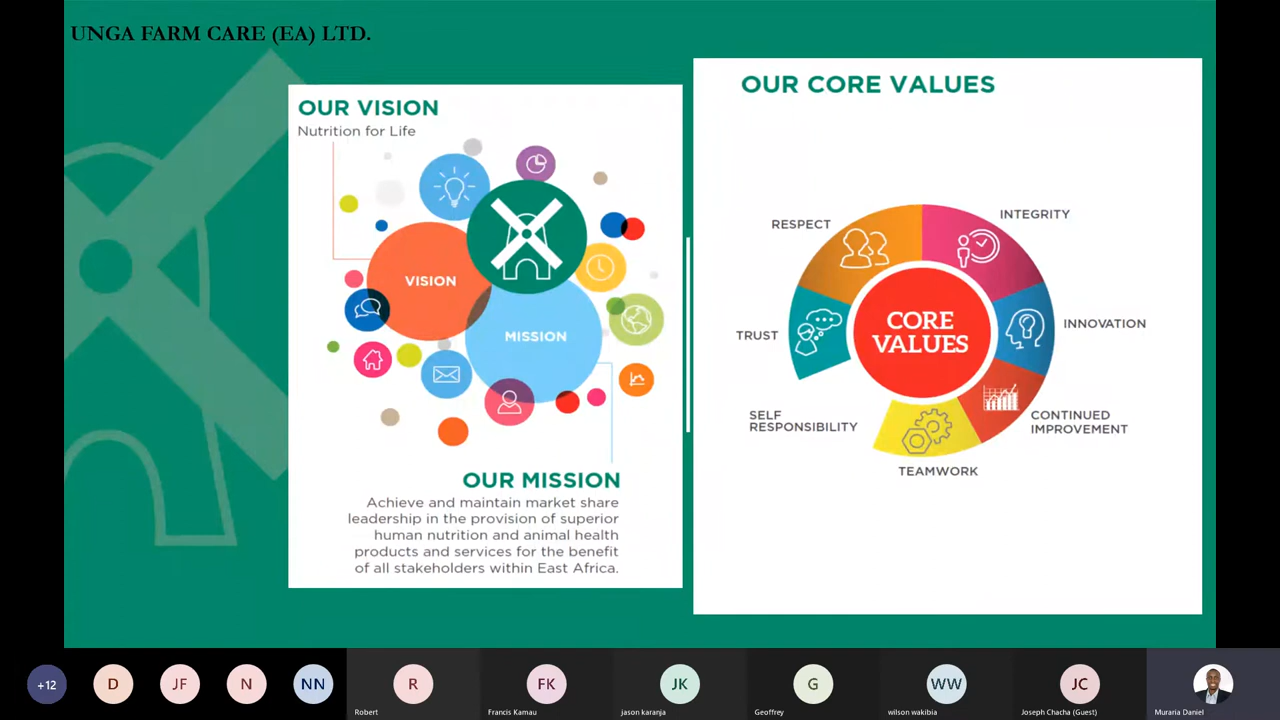 UNGA FARM CARE (EA) LTD.
OUR VISION
Nutrition for Life
VISION
MISSION
OUR MISSION
Achieve and maintain market share
leadership in the provision of superior
human nutrition and animal health
products and services for the benefit
of all stakeholders within East Africa.
OUR CORE VALUES
RESPECT
INTEGRITY
TRUST
CORE
VALUES
INNOVATION
SELF
RESPONSIBILITY
CONTINUED
IMPROVEMENT
TEAMWORK
+12
D
JF
N
NN
R
FK
JK
G
WW
JC
Robert
Francis Kamau
jason karanja
Geoffrey
wilson wakibia
Joseph Chacha (Guest)
Muraria Daniel